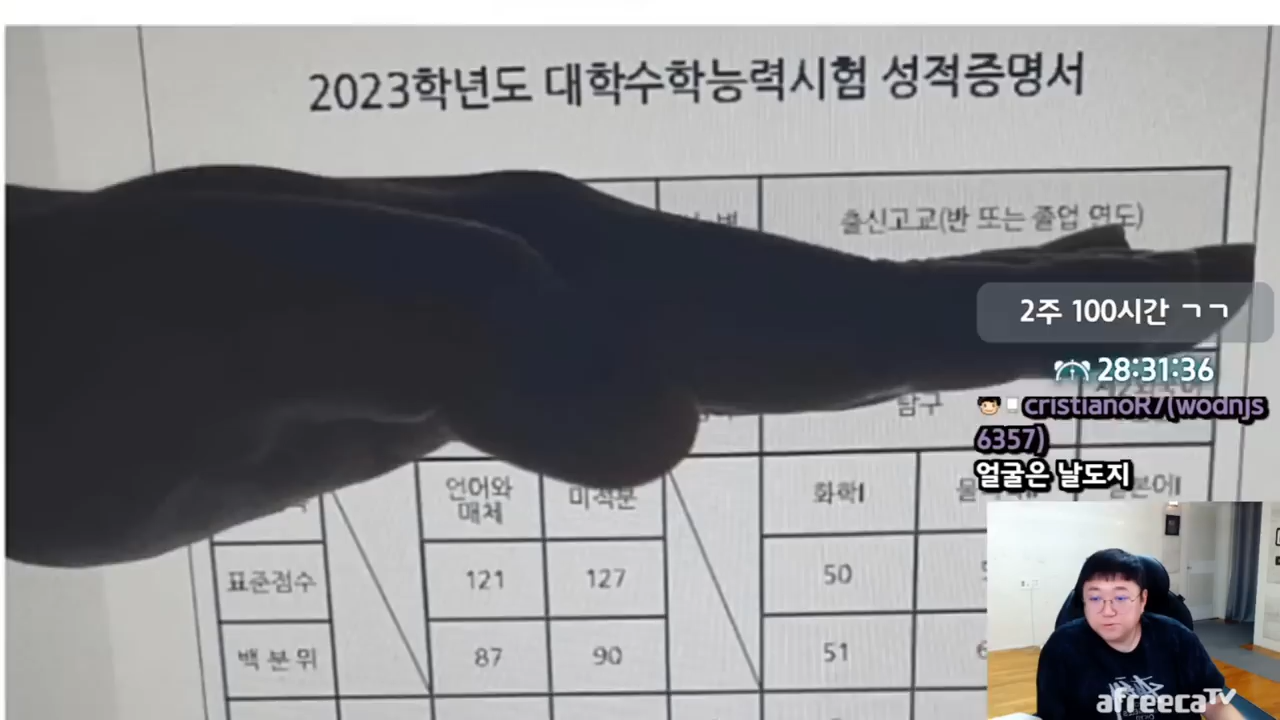 2023학년도 대학수학능력시험 성적증명서
출신고교(반 또는 졸업 연도)
2주 100시간 ㄱㄱ
28:31:36
cristianoR7(wodnjs
6357)
얼굴은 날도지
탐구
언어와
매체
미적분
화학Ⅰ
표준점수 121 127 50
백분위 87 90 51
afreecaTV